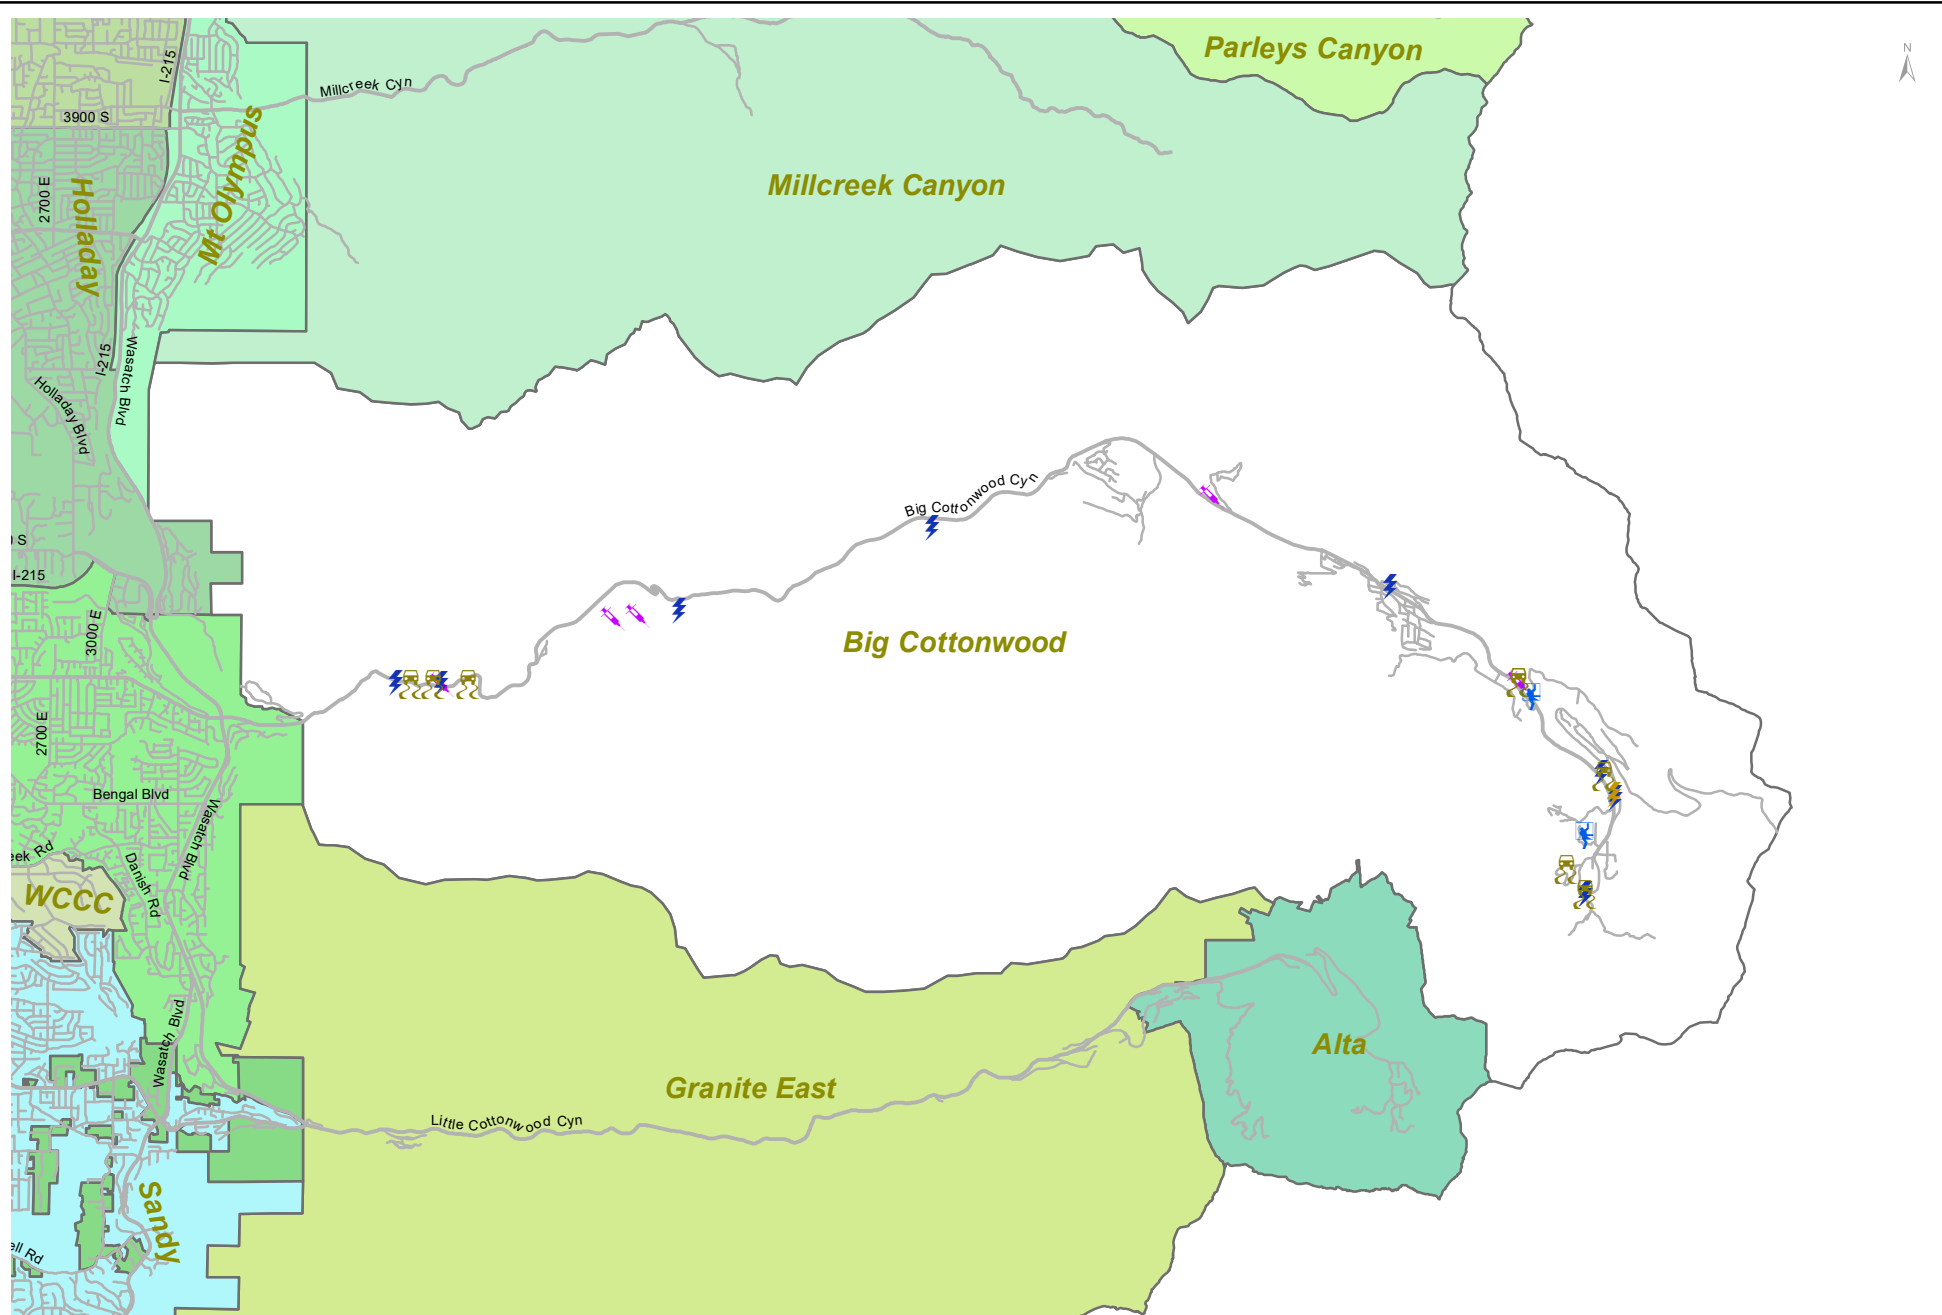 Parleys Canyon
N
I-215
Millcreek Cyn
3900 S
Mt Olympus
2700 E
Holladay
Millcreek Canyon
I-215
Wasatch Blvd
Holladay Blvd
Big Cottonwood Cyn
S
I-215
3000 E
Big Cottonwood
2700 E
Bengal Blvd
Wasatch Blvd
Rd
Danish Rd
WCCC
Wasatch Blvd
Alta
Granite East
Little Cottonwood Cyn
Sandy
Rd